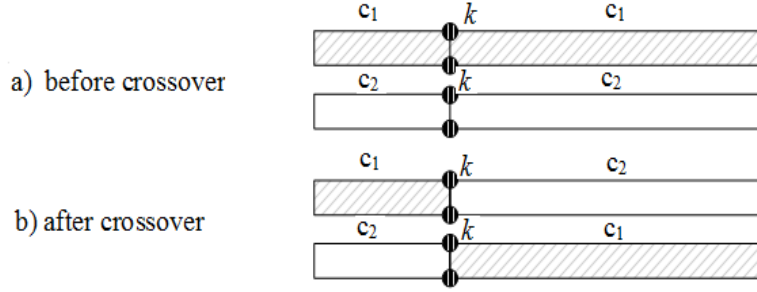 c₁ k c₁
a) before crossover
c₂ k c₂
c₁ k c₂
b) after crossover
c₂ k c₁